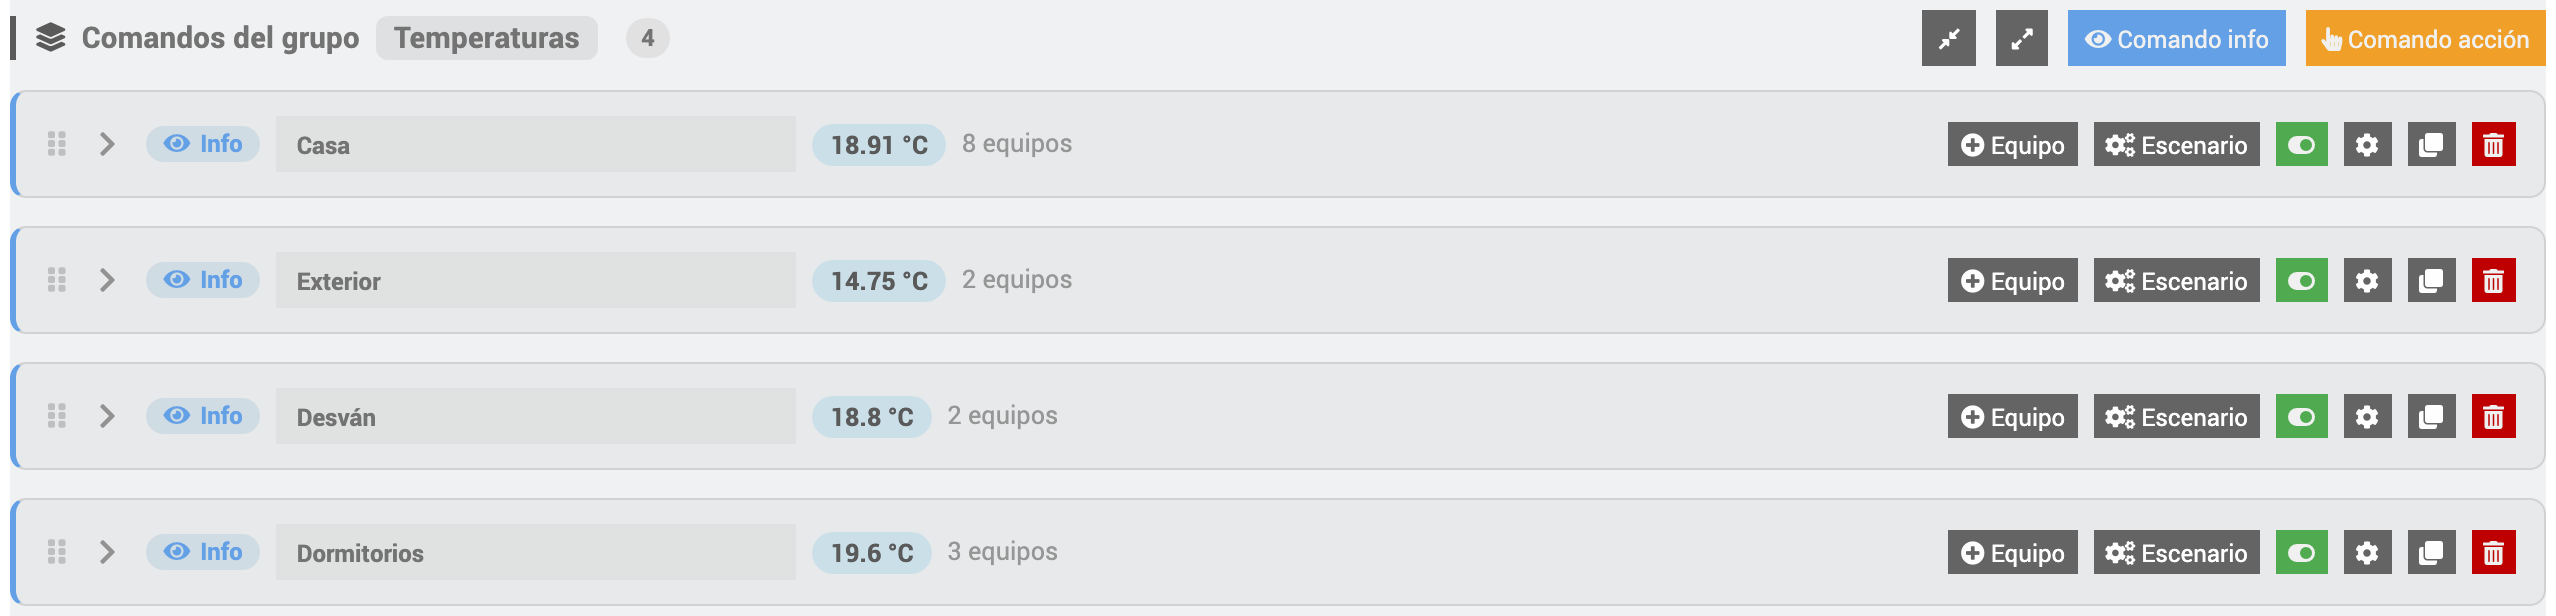 Comandos del grupo Temperaturas 4 Comando info Comando acción
Info Casa 18.91 °C 8 equipos Equipo Escenario
Info Exterior 14.75 °C 2 equipos Equipo Escenario
Info Desván 18.8 °C 2 equipos Equipo Escenario
Info Dormitorios 19.6 °C 3 equipos Equipo Escenario